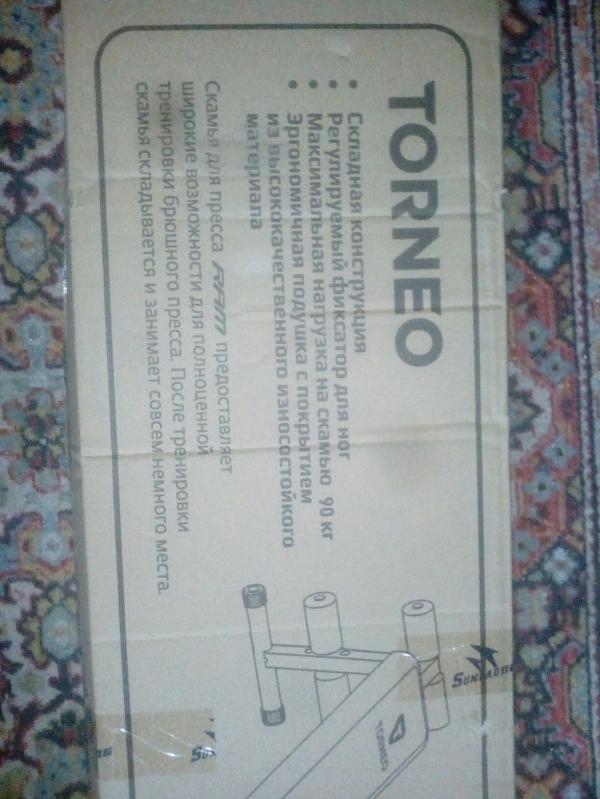 TORNEO
• Складная конструкция
• Регулируемый фиксатор для ног
• Максимальная нагрузка на скамью 90 кг
• Эргономичная подушка с покрытием
из высококачественного износостойкого
материала
Скамья для пресса предоставляет
широкие возможности для полноценной
тренировки брюшного пресса. После тренировки
скамья складывается и занимает совсем немного места.
TORNEO